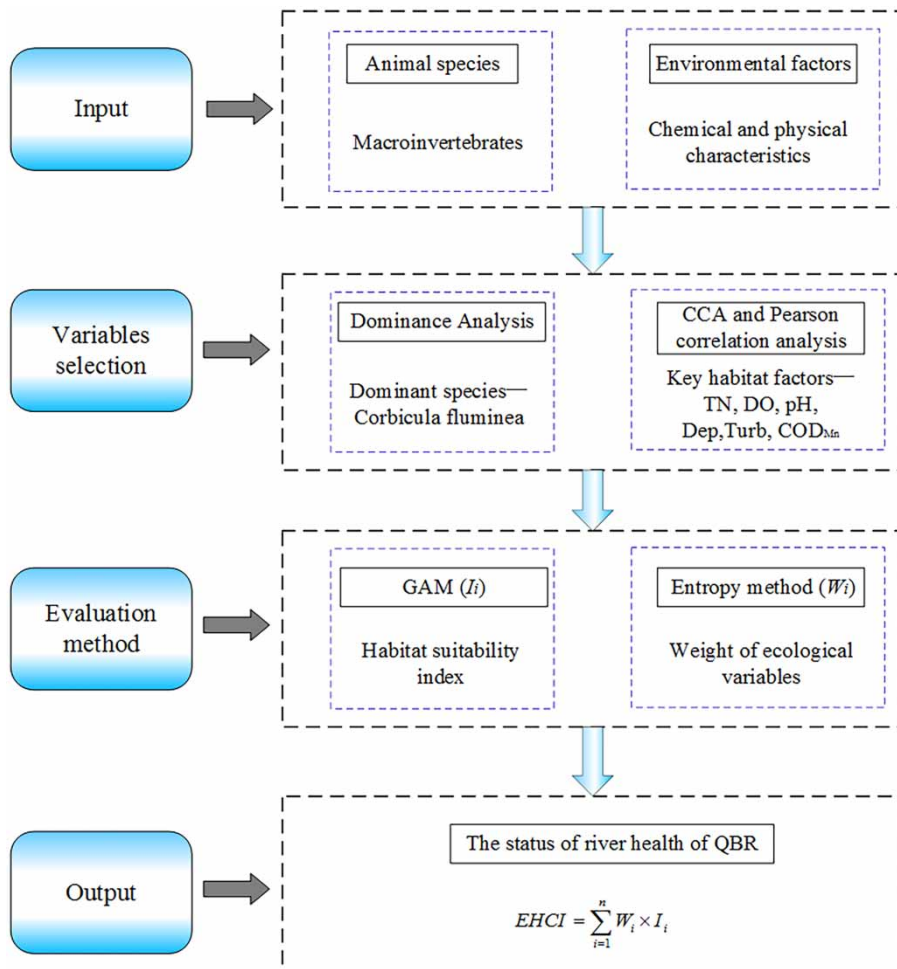 Input
Animal species
Macroinvertebrates
Environmental factors
Chemical and physical
characteristics
Variables
selection
Dominance Analysis
Dominant species—
Corbicula fluminea
CCA and Pearson
correlation analysis
Key habitat factors—
TN, DO, pH,
Dep,Turb, CODMn
Evaluation
method
GAM (Ii)
Habitat suitability
index
Entropy method (Wi)
Weight of ecological
variables
Output
The status of river health of QBR
EHCI = ∑ i=1 n Wi × Ii